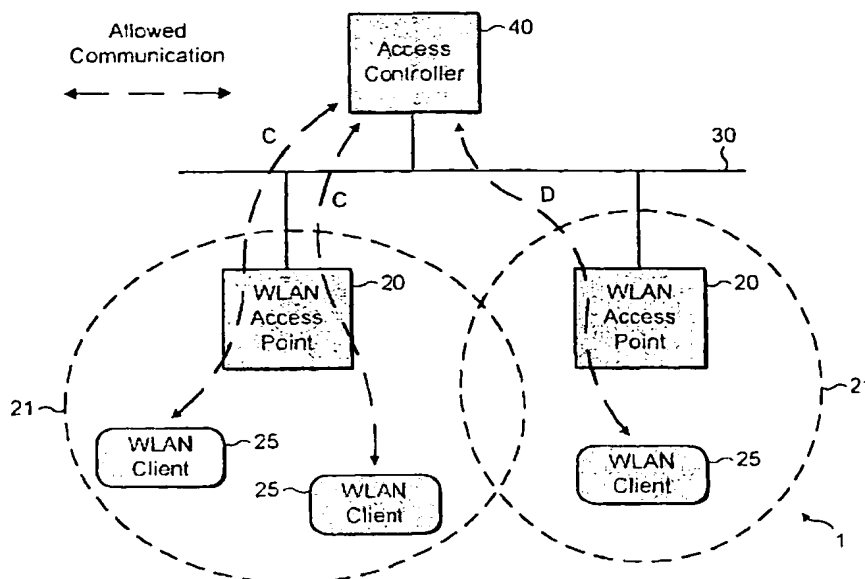 Allowed
Communication
Access
Controller
40
C
C
D
30
WLAN
Access
Point
20
WLAN
Access
Point
20
21
21
WLAN
Client
25
WLAN
Client
25
WLAN
Client
25
1